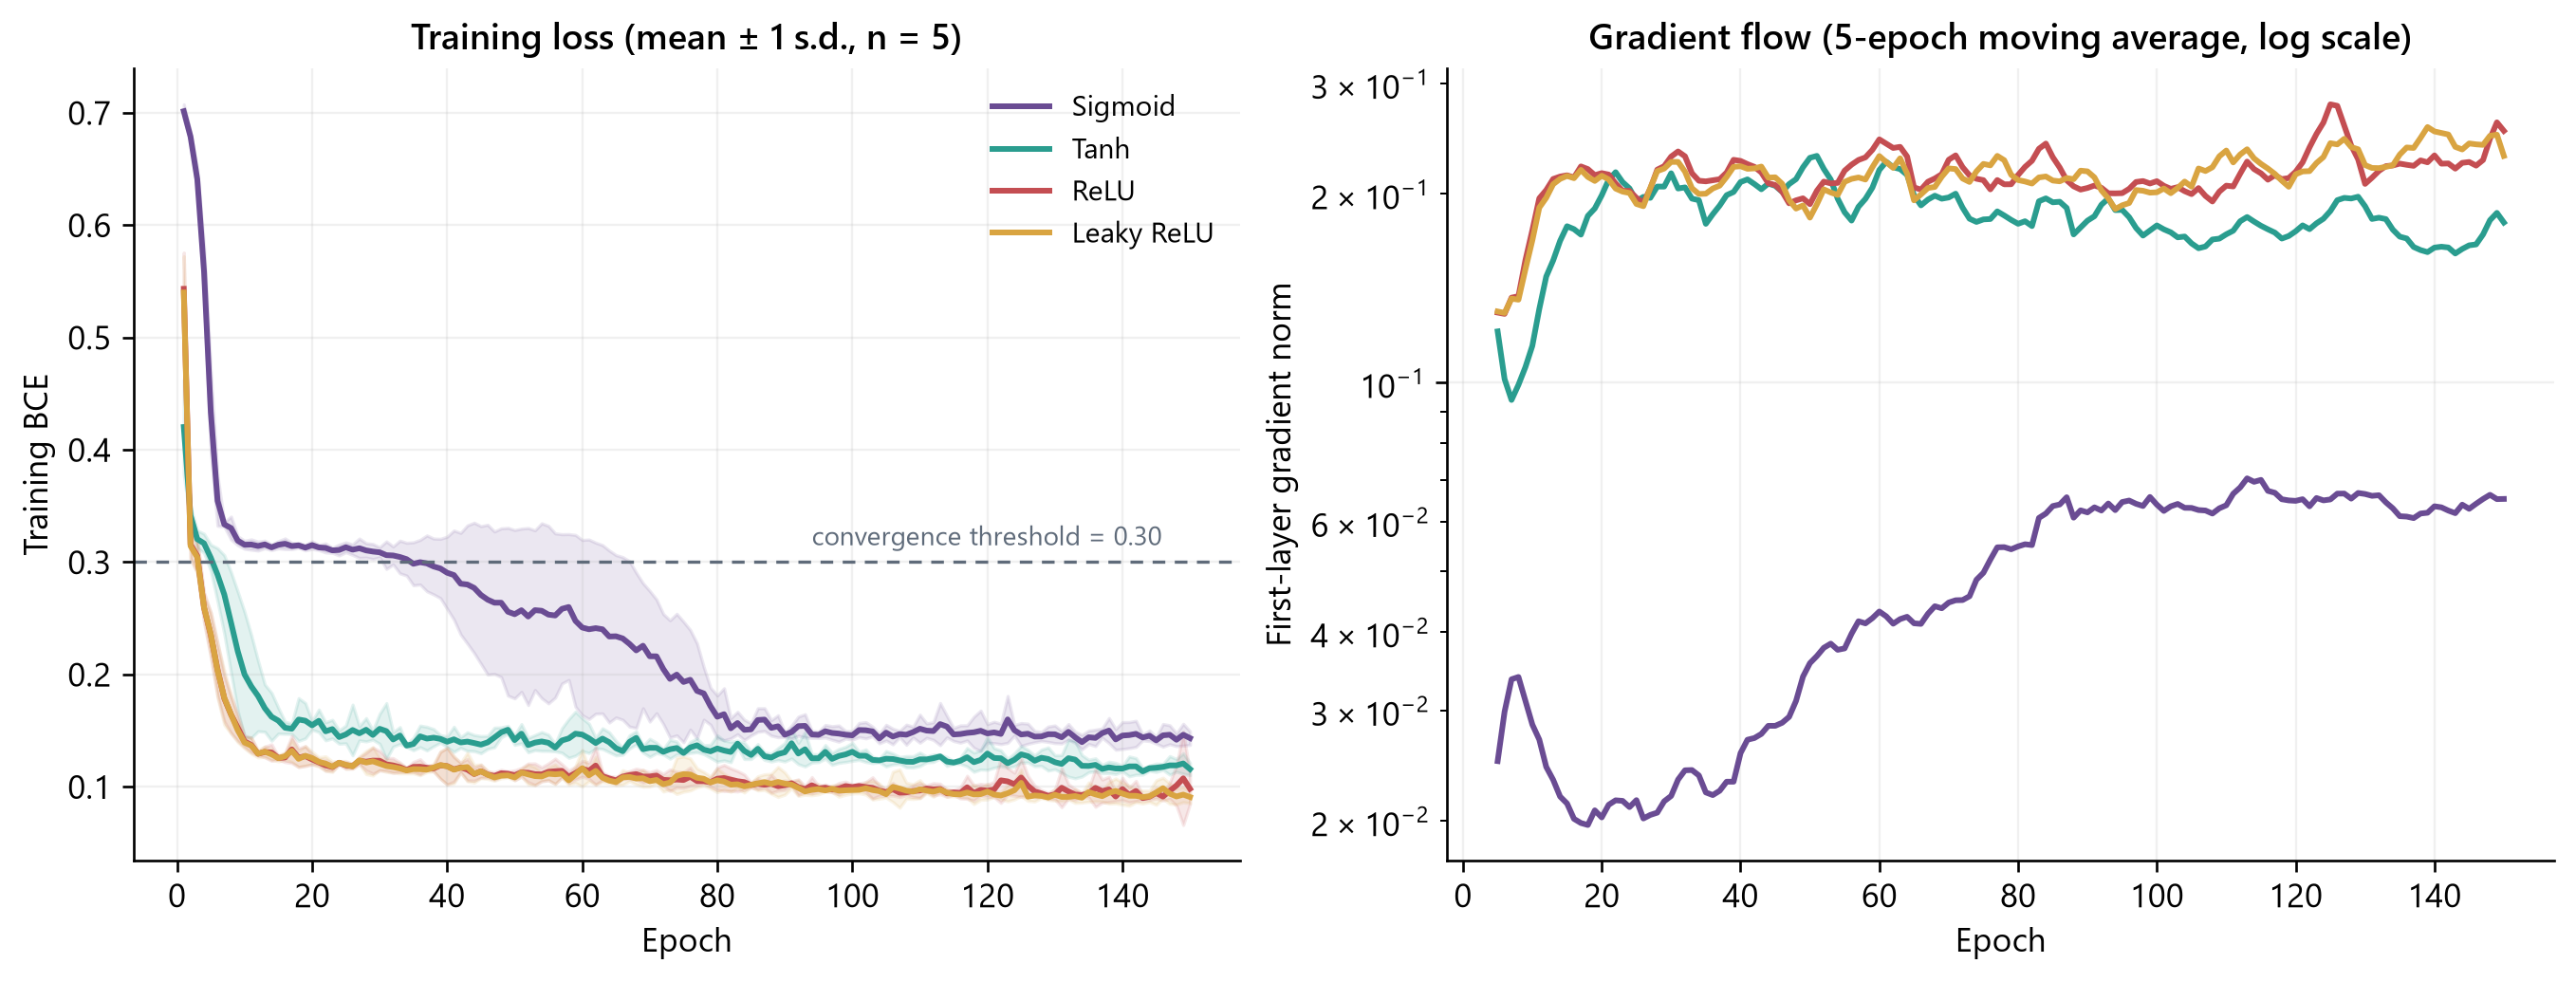 Training loss (mean ± 1 s.d., n = 5)
Training BCE
0.7
0.6
0.5
0.4
0.3
0.2
0.1
Sigmoid
Tanh
ReLU
Leaky ReLU
convergence threshold = 0.30
0 20 40 60 80 100 120 140
Epoch
Gradient flow (5-epoch moving average, log scale)
First-layer gradient norm
3 × 10⁻¹
2 × 10⁻¹
10⁻¹
6 × 10⁻²
4 × 10⁻²
3 × 10⁻²
2 × 10⁻²
0 20 40 60 80 100 120 140
Epoch